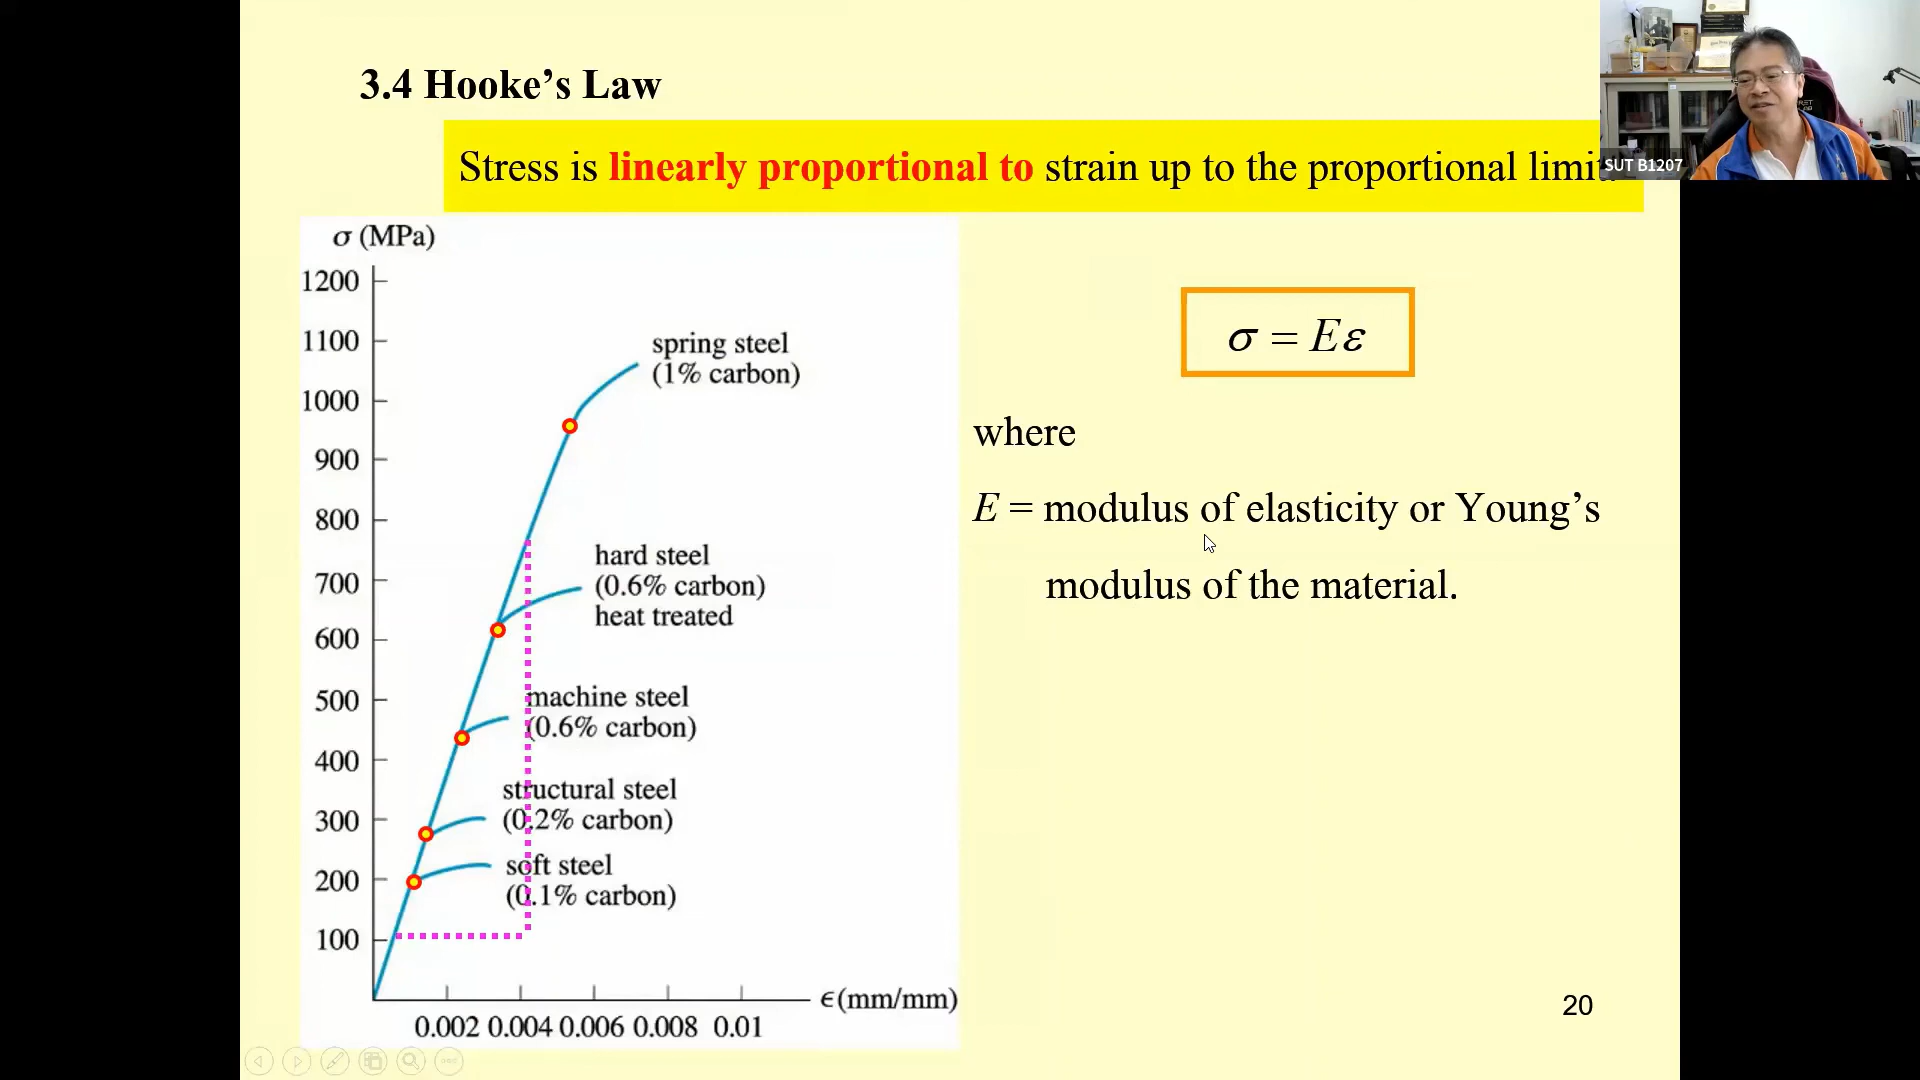 3.4 Hooke’s Law
Stress is linearly proportional to strain up to the proportional limit
SUT B1207
σ (MPa)
1200
1100
1000
900
800
700
600
500
400
300
200
100
spring steel
(1% carbon)
hard steel
(0.6% carbon)
heat treated
machine steel
(0.6% carbon)
structural steel
(0.2% carbon)
soft steel
(0.1% carbon)
0.002 0.004 0.006 0.008 0.01
ϵ (mm/mm)
σ = Eε
where
E = modulus of elasticity or Young’s
modulus of the material.
20